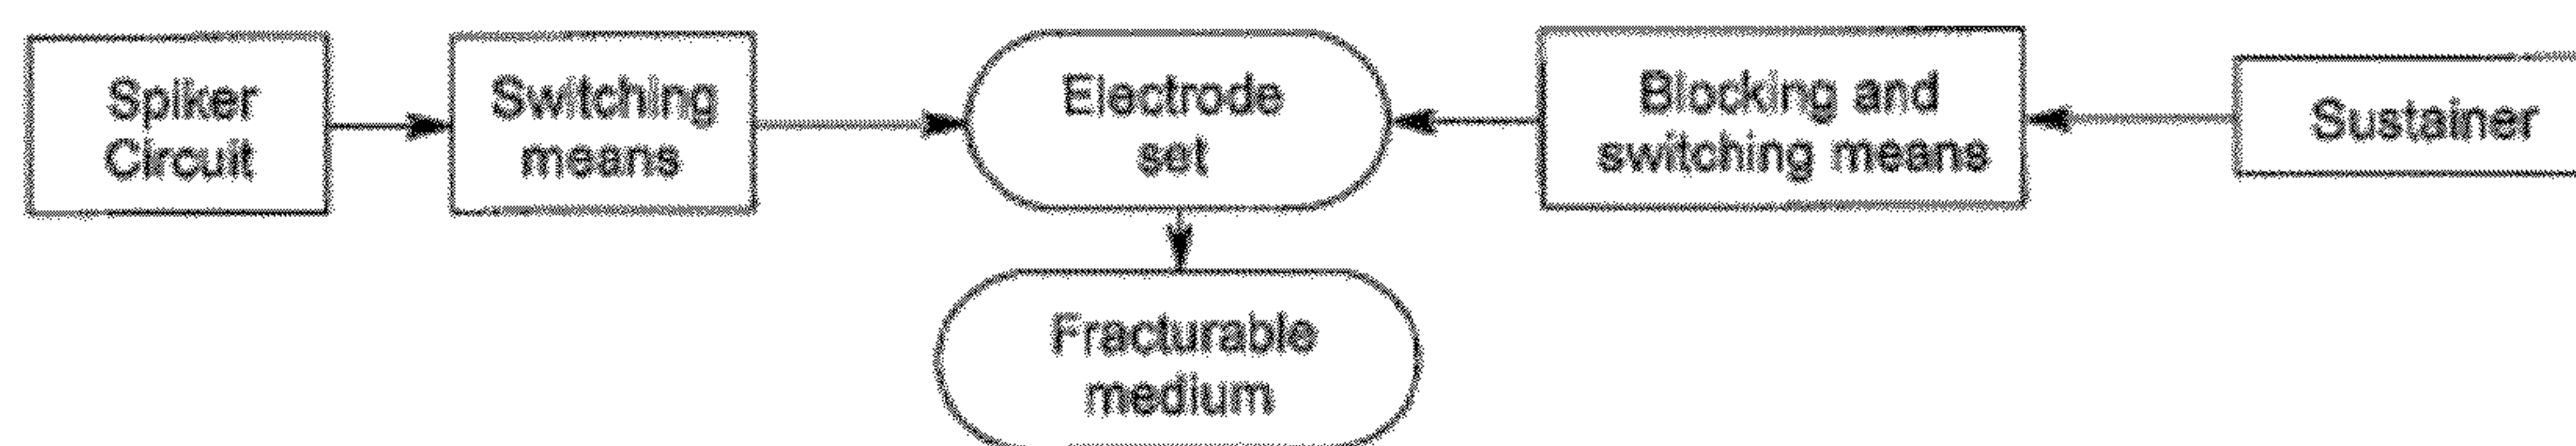 Spiker
Circuit
Switching
means
Electrode
set
Blocking and
switching means
Sustainer
Fracturable
medium